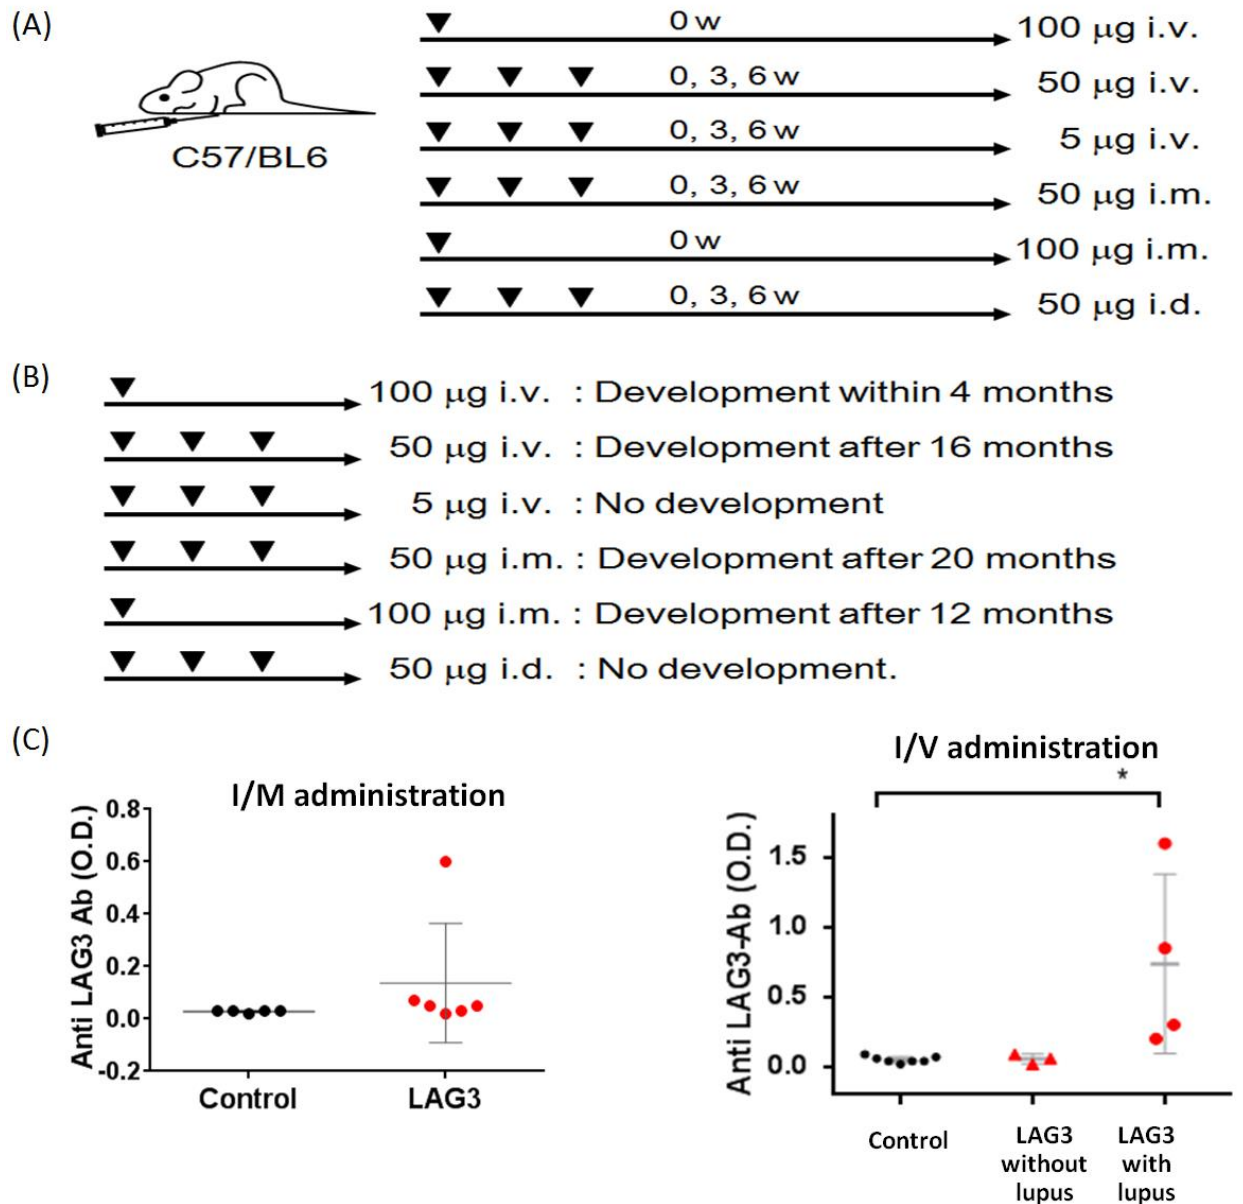 (A)
0 w 100 μg i.v.
0, 3, 6 w 50 μg i.v.
0, 3, 6 w 5 μg i.v.
0, 3, 6 w 50 μg i.m.
0 w 100 μg i.m.
0, 3, 6 w 50 μg i.d.
C57/BL6
(B)
100 μg i.v. : Development within 4 months
50 μg i.v. : Development after 16 months
5 μg i.v. : No development
50 μg i.m. : Development after 20 months
100 μg i.m. : Development after 12 months
50 μg i.d. : No development.
(C)
I/M administration
Anti LAG3 Ab (O.D.)
0.8
0.6
0.4
0.2
0.0
-0.2
Control LAG3
I/V administration
*
Anti LAG3-Ab (O.D.)
1.5
1.0
0.5
0.0
Control
LAG3
without
lupus
LAG3
with
lupus